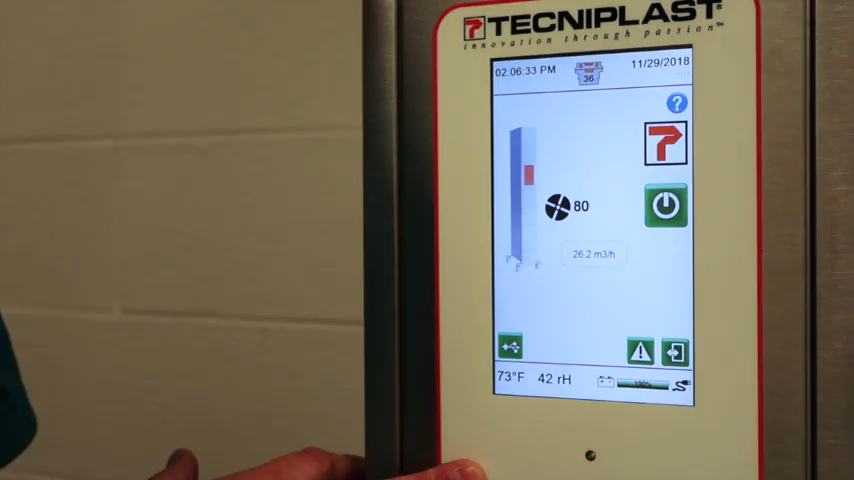 TECNIPLAST®
innovation through passion™
02:06:33 PM
36
11/29/2018
?
80
26.2 m3/h
73°F
42 rH
100%